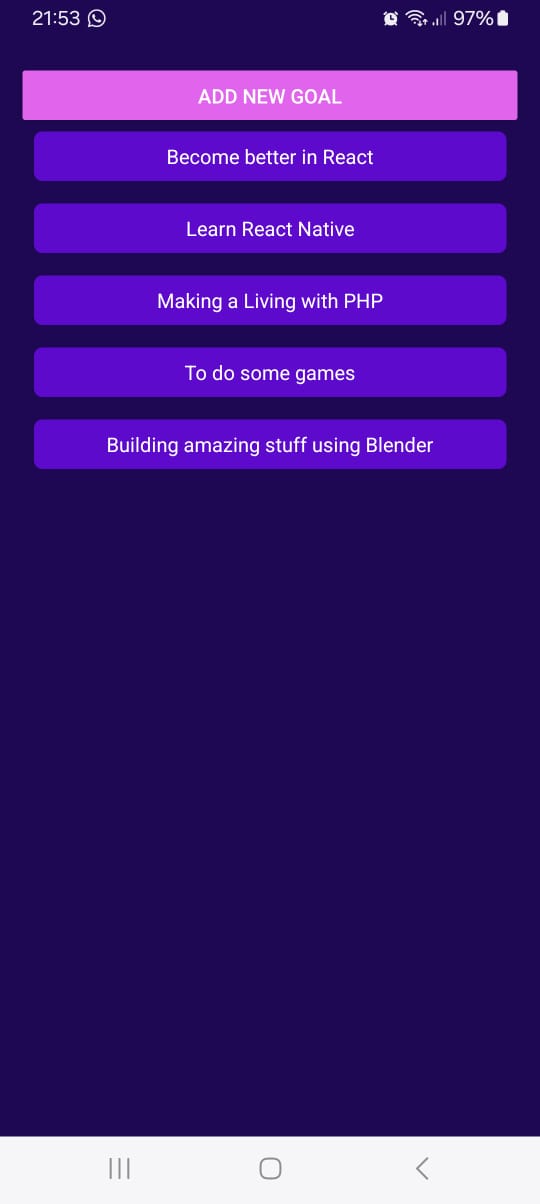 21:53 97%
ADD NEW GOAL
Become better in React
Learn React Native
Making a Living with PHP
To do some games
Building amazing stuff using Blender